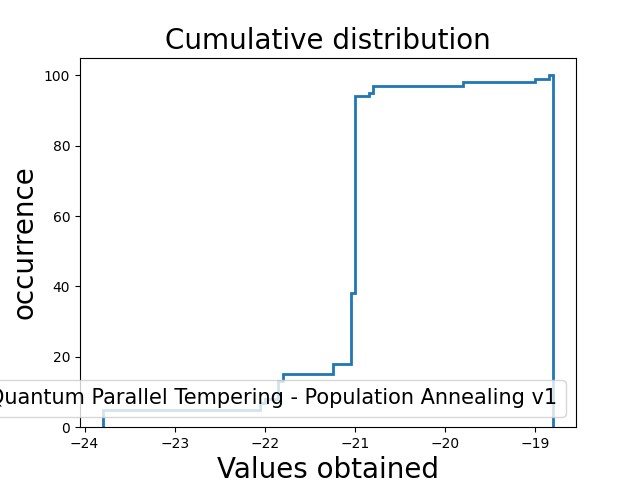 Cumulative distribution
100
80
60
40
20
0
occurrence
Quantum Parallel Tempering - Population Annealing v1
−24 −23 −22 −21 −20 −19
Values obtained